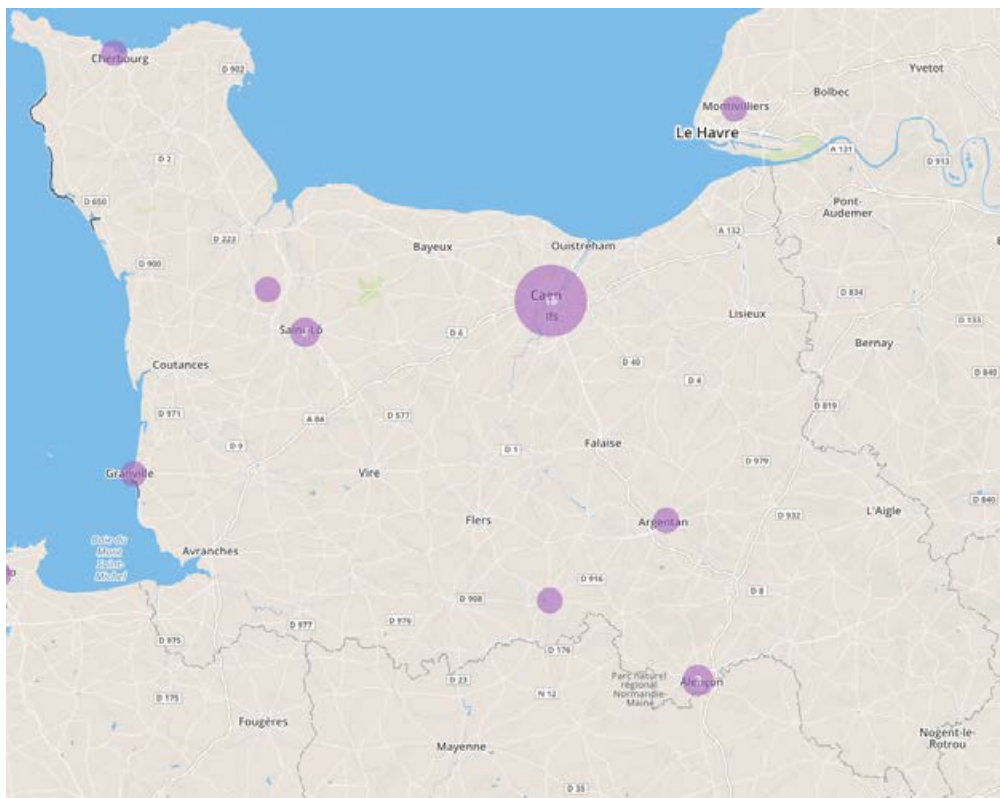 Cherbourg
D 902
Yvetot
Bolbec
Montivilliers
Le Havre
A 131
D 913
D 2
D 650
Pont-
Audemer
D 223
Bayeux
Ouistreham
A 132
D 900
D 834
Caen
Ifs
Lisieux
D 133
Saint-Lô
D 6
Bernay
Coutances
D 40
D 840
D 4
D 971
A 84
D 577
D 819
D 9
D 1
Falaise
D 979
Granville
Vire
D 840
L'Aigle
Flers
Argentan
D 932
Baie du
Mont
Saint-
Michel
Avranches
D 916
D 8
D 908
D 977
D 976
D 975
D 176
D 23
Parc naturel
régional
Normandie-
Maine
Alençon
N 12
D 175
Fougères
Mayenne
Nogent-le-
Rotrou
D 35